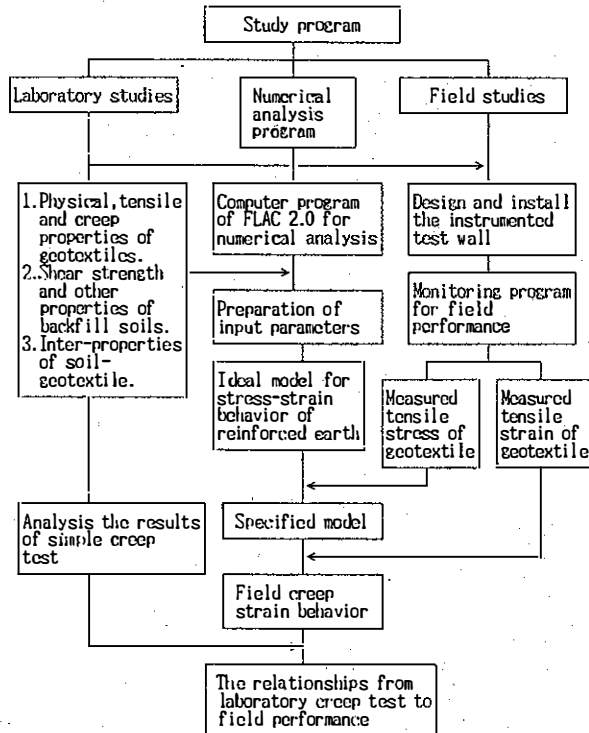 Study program
Laboratory studies
Numerical
analysis
program
Field studies
1.Physical, tensile
and creep
properties of
geotextiles.
2.Shear strength
and other
properties of
backfill soils.
3.Inter-properties
of soil-
geotextile.
Computer program
of FLAC 2.0 for
numerical analysis
Design and install
the instrumented
test wall
Preparation of
input parameters
Monitoring program
for field
performance
Ideal model for
stress-strain
behavior of
reinforced earth
Measured
tensile
stress of
geotextile
Measured
tensile
strain of
geotextile
Analysis the results
of simple creep
test
Specified model
Field creep
strain behavior
The relationships from
laboratory creep test to
field performance